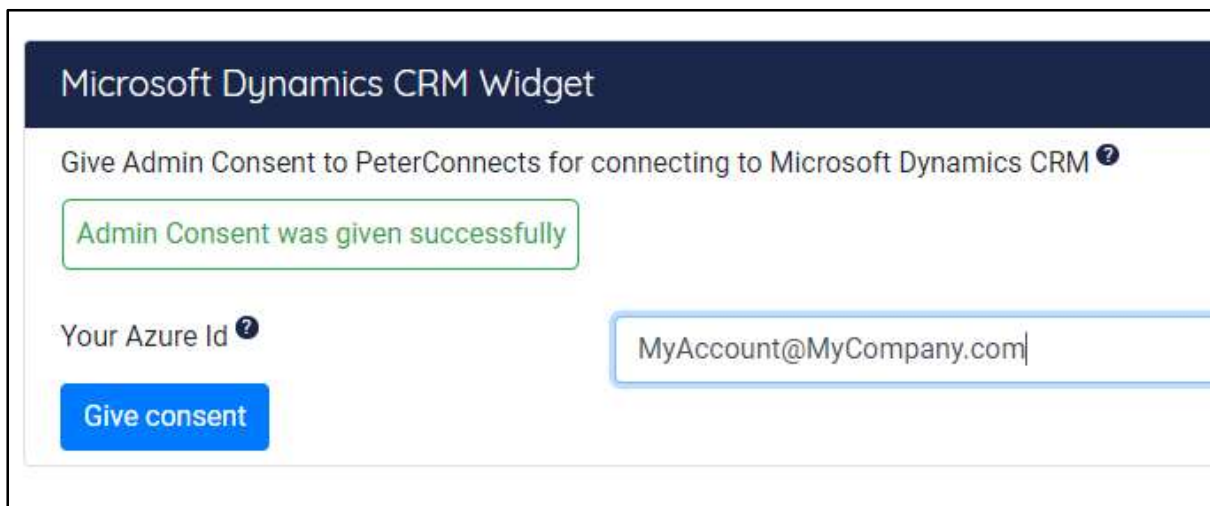 Microsoft Dynamics CRM Widget
Give Admin Consent to PeterConnects for connecting to Microsoft Dynamics CRM ?
Admin Consent was given successfully
Your Azure Id ?
MyAccount@MyCompany.com
Give consent